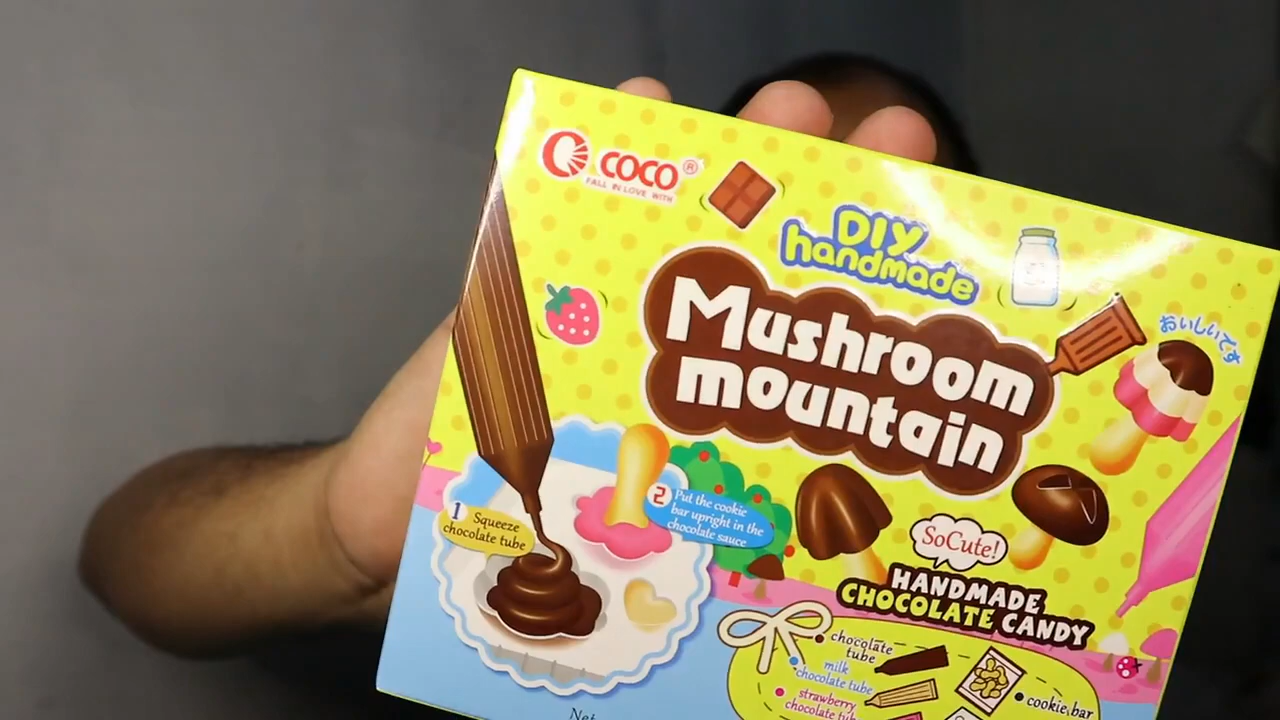 COCO®
FALL IN LOVE WITH
DIY
handmade
Mushroom
mountain
おいしいです
1 Squeeze
chocolate tube
2 Put the cookie
bar upright in the
chocolate sauce
SoCute!
HANDMADE
CHOCOLATE CANDY
chocolate
tube
milk
chocolate tube
strawberry
chocolate
cookie bar
Net